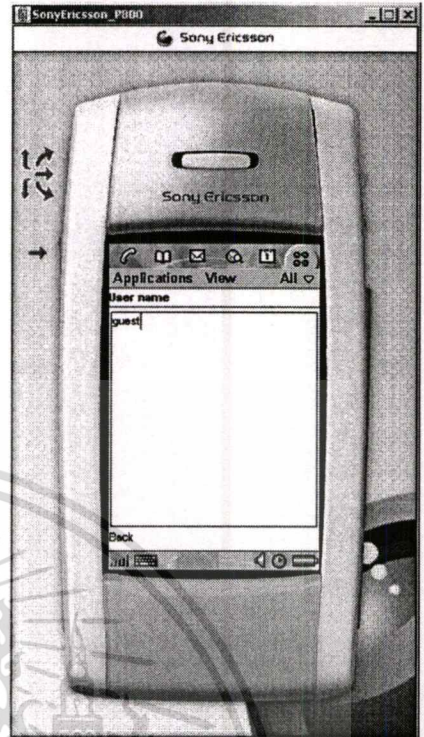 SonyEricsson_P800
Sony Ericsson
Sony Ericsson
Applications View All
User name
guest
Back